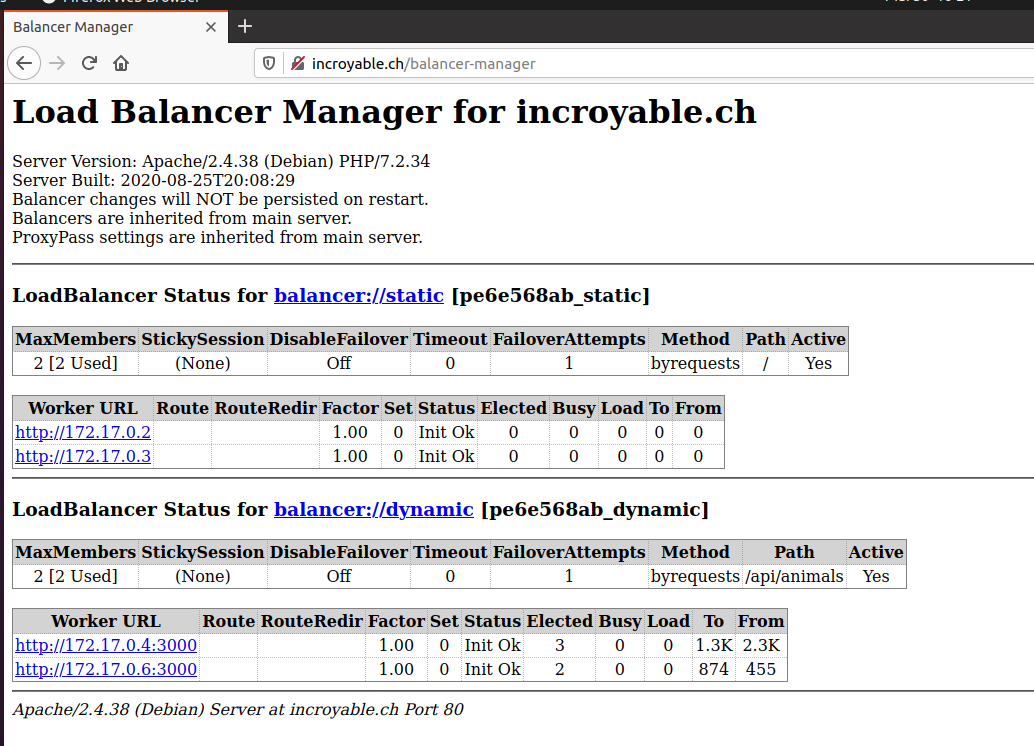 Balancer Manager
incroyable.ch/balancer-manager
Load Balancer Manager for incroyable.ch
Server Version: Apache/2.4.38 (Debian) PHP/7.2.34
Server Built: 2020-08-25T20:08:29
Balancer changes will NOT be persisted on restart.
Balancers are inherited from main server.
ProxyPass settings are inherited from main server.
LoadBalancer Status for balancer://static [pe6e568ab_static]
MaxMembers StickySession DisableFailover Timeout FailoverAttempts Method Path Active
2 [2 Used] (None) Off 0 1 byrequests / Yes
Worker URL Route RouteRedir Factor Set Status Elected Busy Load To From
http://172.17.0.2 1.00 0 Init Ok 0 0 0 0 0
http://172.17.0.3 1.00 0 Init Ok 0 0 0 0 0
LoadBalancer Status for balancer://dynamic [pe6e568ab_dynamic]
MaxMembers StickySession DisableFailover Timeout FailoverAttempts Method Path Active
2 [2 Used] (None) Off 0 1 byrequests /api/animals Yes
Worker URL Route RouteRedir Factor Set Status Elected Busy Load To From
http://172.17.0.4:3000 1.00 0 Init Ok 3 0 0 1.3K 2.3K
http://172.17.0.6:3000 1.00 0 Init Ok 2 0 0 874 455
Apache/2.4.38 (Debian) Server at incroyable.ch Port 80